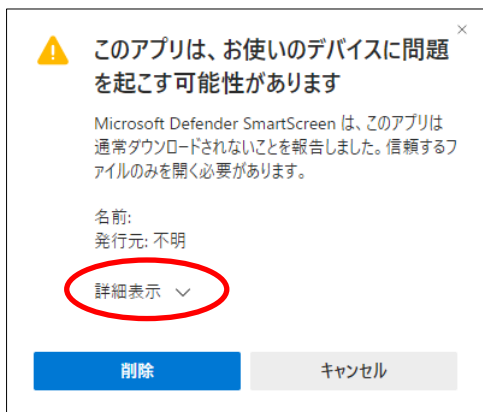 このアプリは、お使いのデバイスに問題
を起こす可能性があります
Microsoft Defender SmartScreen は、このアプリは
通常ダウンロードされないことを報告しました。信頼するフ
ァイルのみを開く必要があります。
名前:
発行元: 不明
詳細表示
削除
キャンセル